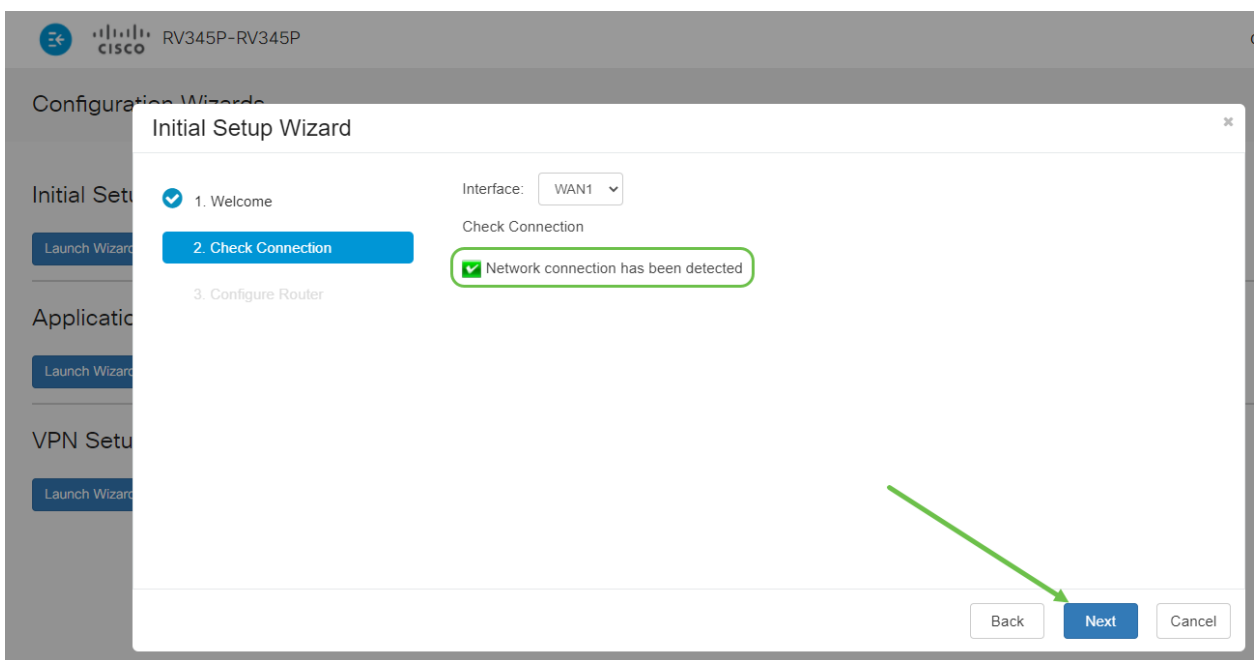 CISCO RV345P-RV345P
Configuration Wizards
Initial Setup Wizard
Initial Setu
Launch Wizard
1. Welcome
2. Check Connection
3. Configure Router
Interface: WAN1
Check Connection
Network connection has been detected
Applicatio
Launch Wizard
VPN Setu
Launch Wizard
Back Next Cancel